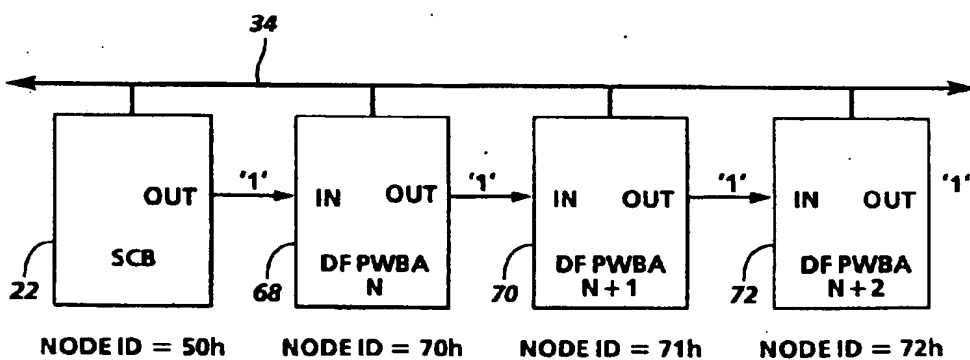 34
'1' '1' '1' '1'
OUT IN OUT IN OUT IN OUT
SCB DF PWBA N DF PWBA N + 1 DF PWBA N + 2
22 68 70 72
NODE ID = 50h NODE ID = 70h NODE ID = 71h NODE ID = 72h